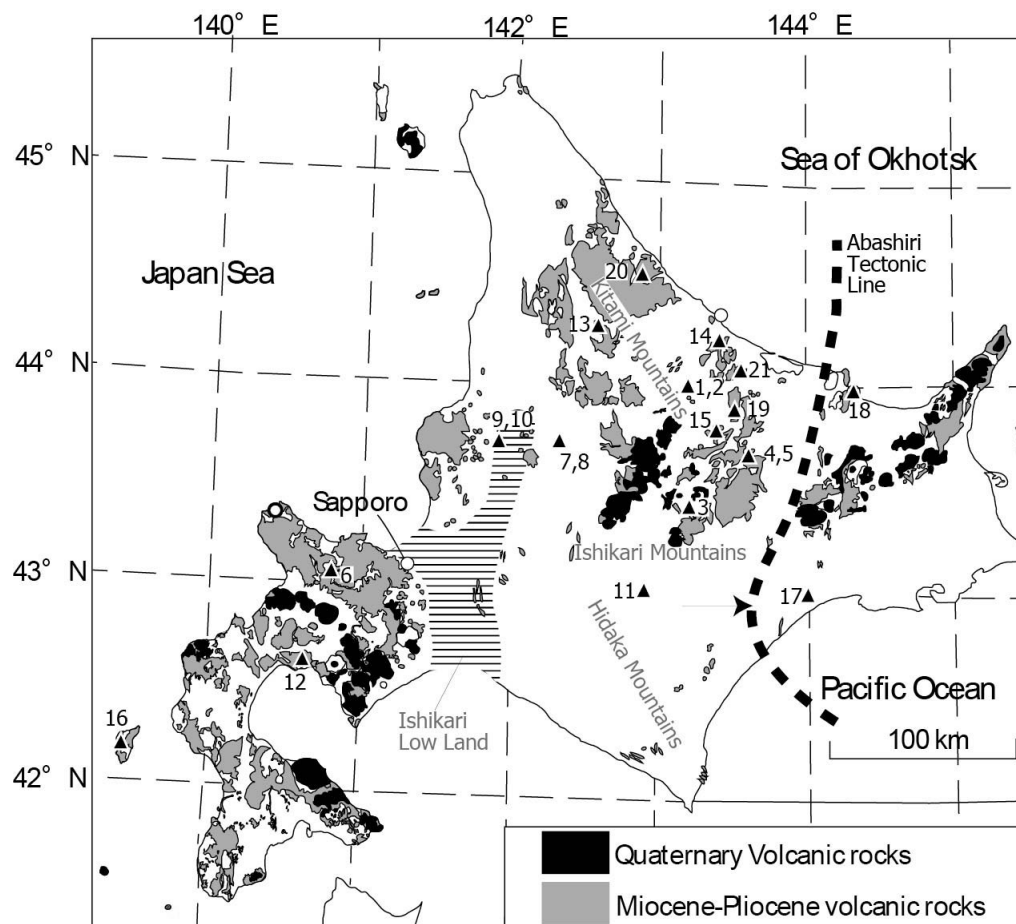 140° E
142° E
144° E
45° N
Sea of Okhotsk
Abashiri
Tectonic
Line
Japan Sea
20
Kitami Mountains
13
14
44° N
21
1,2
19
18
15
9,10
7,8
4,5
Sapporo
3
Ishikari Mountains
43° N
6
11
17
Hidaka Mountains
12
Pacific Ocean
16
Ishikari
Low Land
100 km
42° N
Quaternary Volcanic rocks
Miocene-Pliocene volcanic rocks